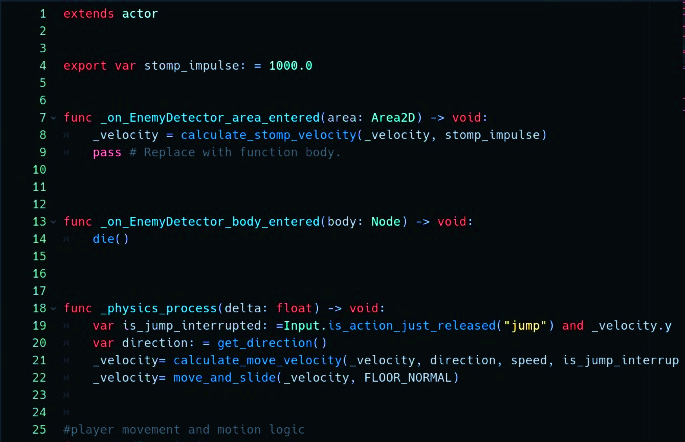 1 extends actor
2
3
4 export var stomp_impulse: = 1000.0
5
6
7 func _on_EnemyDetector_area_entered(area: Area2D) -> void:
8 _velocity = calculate_stomp_velocity(_velocity, stomp_impulse)
9 pass # Replace with function body.
10
11
12
13 func _on_EnemyDetector_body_entered(body: Node) -> void:
14 die()
15
16
17
18 func _physics_process(delta: float) -> void:
19 var is_jump_interrupted: =Input.is_action_just_released("jump") and _velocity.y
20 var direction: = get_direction()
21 _velocity= calculate_move_velocity(_velocity, direction, speed, is_jump_interrup
22 _velocity= move_and_slide(_velocity, FLOOR_NORMAL)
23
24
25 #player movement and motion logic